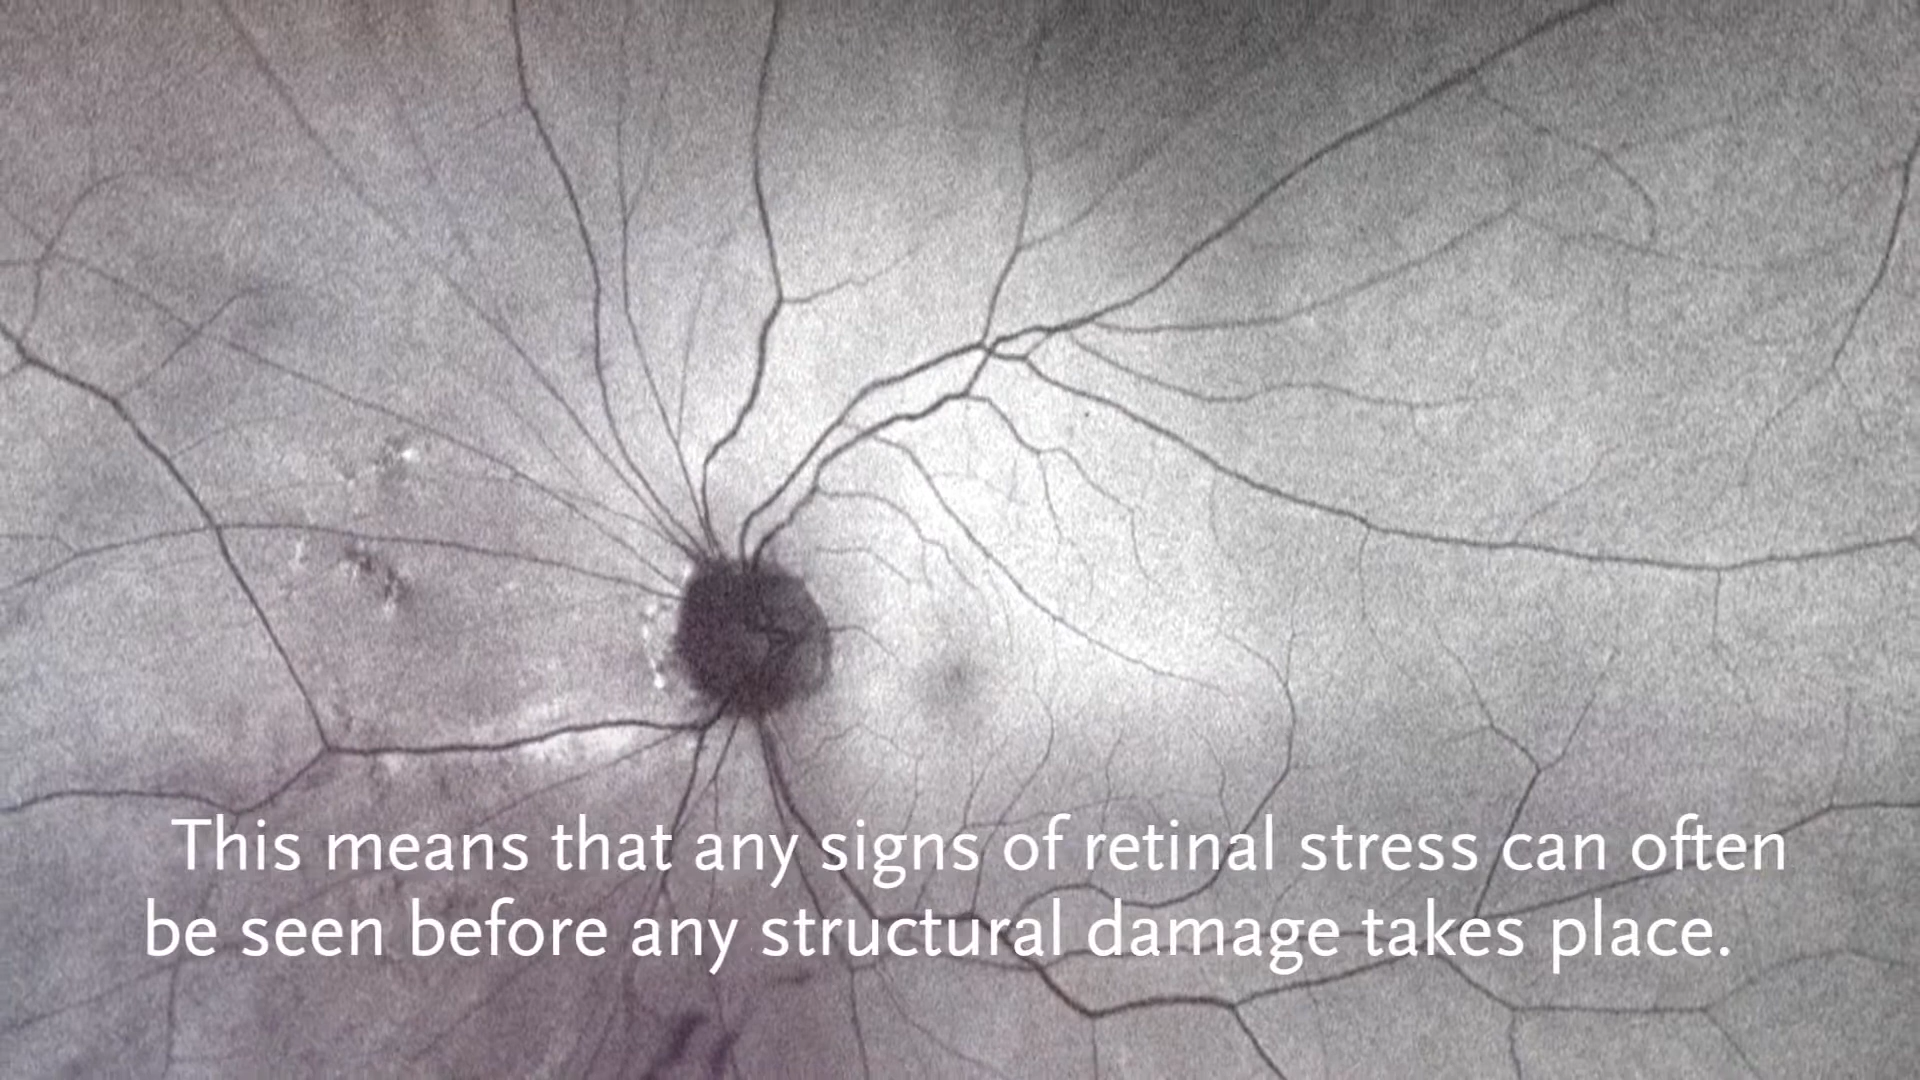 This means that any signs of retinal stress can often
be seen before any structural damage takes place.